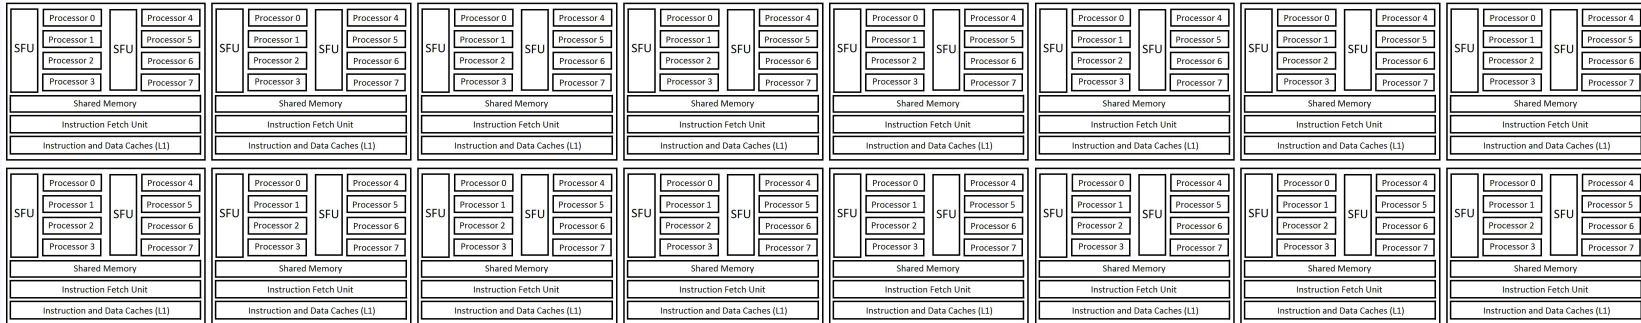 SFU
Processor 0
Processor 1
Processor 2
Processor 3
SFU
Processor 4
Processor 5
Processor 6
Processor 7
Shared Memory
Instruction Fetch Unit
Instruction and Data Caches (L1)
SFU
Processor 0
Processor 1
Processor 2
Processor 3
SFU
Processor 4
Processor 5
Processor 6
Processor 7
Shared Memory
Instruction Fetch Unit
Instruction and Data Caches (L1)
SFU
Processor 0
Processor 1
Processor 2
Processor 3
SFU
Processor 4
Processor 5
Processor 6
Processor 7
Shared Memory
Instruction Fetch Unit
Instruction and Data Caches (L1)
SFU
Processor 0
Processor 1
Processor 2
Processor 3
SFU
Processor 4
Processor 5
Processor 6
Processor 7
Shared Memory
Instruction Fetch Unit
Instruction and Data Caches (L1)
SFU
Processor 0
Processor 1
Processor 2
Processor 3
SFU
Processor 4
Processor 5
Processor 6
Processor 7
Shared Memory
Instruction Fetch Unit
Instruction and Data Caches (L1)
SFU
Processor 0
Processor 1
Processor 2
Processor 3
SFU
Processor 4
Processor 5
Processor 6
Processor 7
Shared Memory
Instruction Fetch Unit
Instruction and Data Caches (L1)
SFU
Processor 0
Processor 1
Processor 2
Processor 3
SFU
Processor 4
Processor 5
Processor 6
Processor 7
Shared Memory
Instruction Fetch Unit
Instruction and Data Caches (L1)
SFU
Processor 0
Processor 1
Processor 2
Processor 3
SFU
Processor 4
Processor 5
Processor 6
Processor 7
Shared Memory
Instruction Fetch Unit
Instruction and Data Caches (L1)
SFU
Processor 0
Processor 1
Processor 2
Processor 3
SFU
Processor 4
Processor 5
Processor 6
Processor 7
Shared Memory
Instruction Fetch Unit
Instruction and Data Caches (L1)
SFU
Processor 0
Processor 1
Processor 2
Processor 3
SFU
Processor 4
Processor 5
Processor 6
Processor 7
Shared Memory
Instruction Fetch Unit
Instruction and Data Caches (L1)
SFU
Processor 0
Processor 1
Processor 2
Processor 3
SFU
Processor 4
Processor 5
Processor 6
Processor 7
Shared Memory
Instruction Fetch Unit
Instruction and Data Caches (L1)
SFU
Processor 0
Processor 1
Processor 2
Processor 3
SFU
Processor 4
Processor 5
Processor 6
Processor 7
Shared Memory
Instruction Fetch Unit
Instruction and Data Caches (L1)
SFU
Processor 0
Processor 1
Processor 2
Processor 3
SFU
Processor 4
Processor 5
Processor 6
Processor 7
Shared Memory
Instruction Fetch Unit
Instruction and Data Caches (L1)
SFU
Processor 0
Processor 1
Processor 2
Processor 3
SFU
Processor 4
Processor 5
Processor 6
Processor 7
Shared Memory
Instruction Fetch Unit
Instruction and Data Caches (L1)
SFU
Processor 0
Processor 1
Processor 2
Processor 3
SFU
Processor 4
Processor 5
Processor 6
Processor 7
Shared Memory
Instruction Fetch Unit
Instruction and Data Caches (L1)
SFU
Processor 0
Processor 1
Processor 2
Processor 3
SFU
Processor 4
Processor 5
Processor 6
Processor 7
Shared Memory
Instruction Fetch Unit
Instruction and Data Caches (L1)